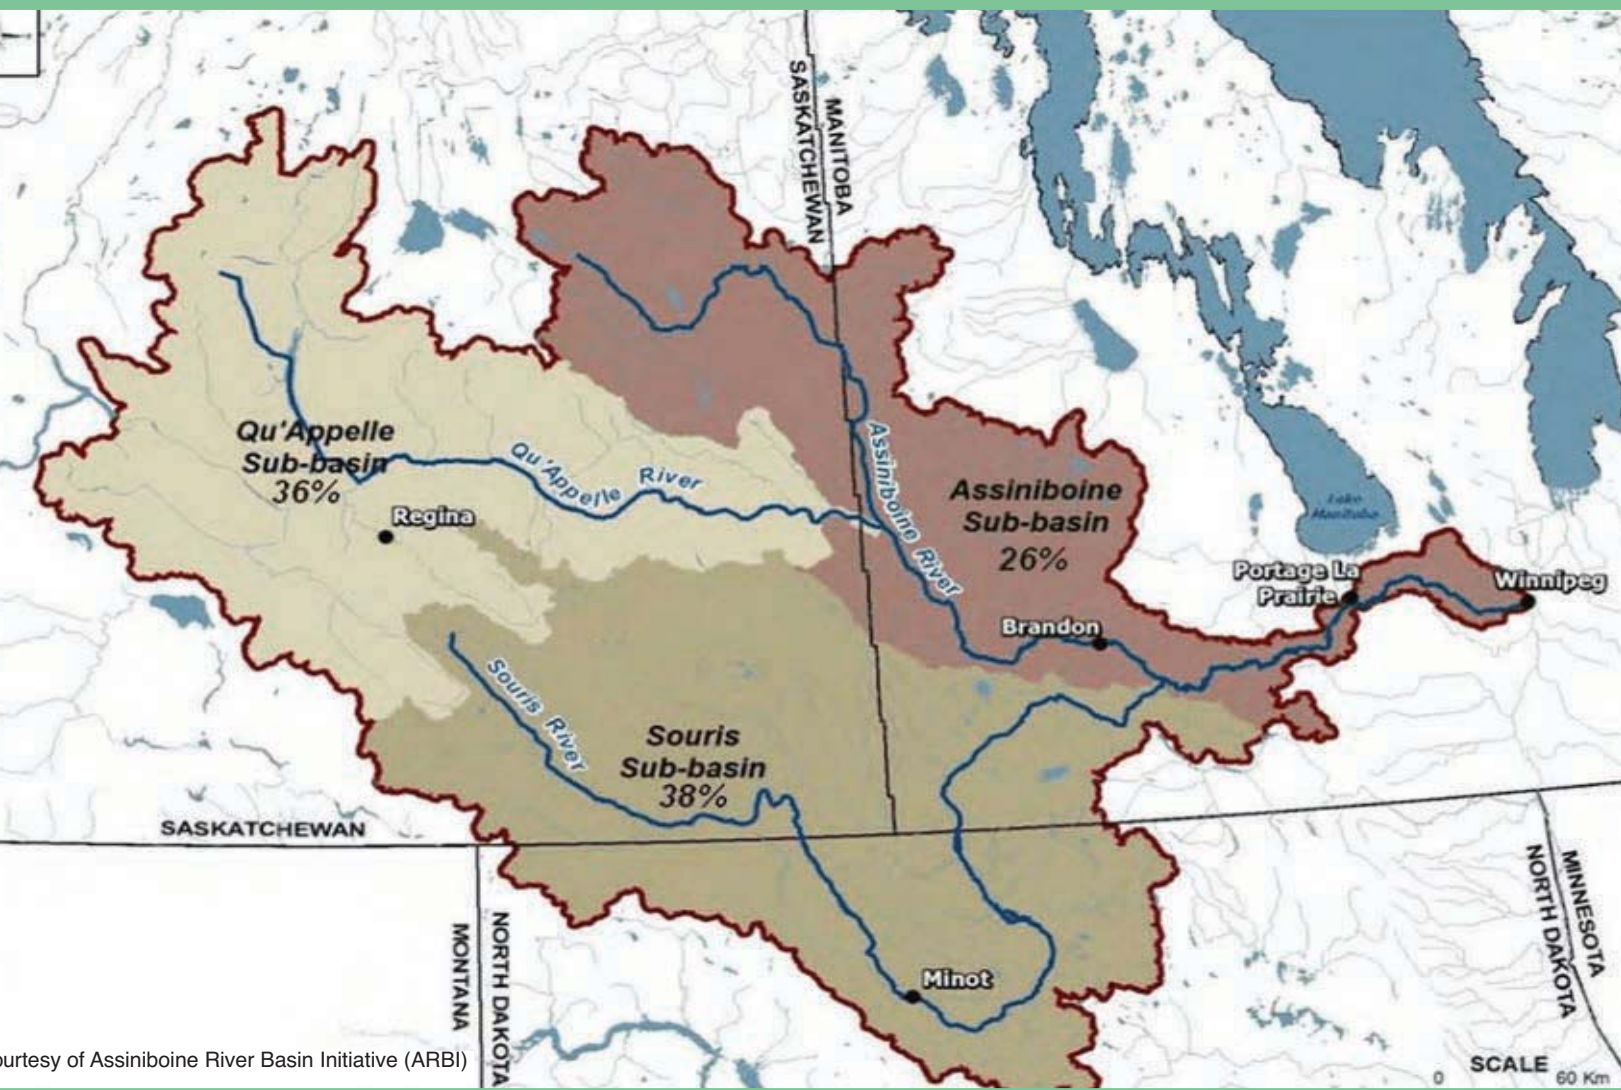 SASKATCHEWAN
MANITOBA
Qu'Appelle
Sub-basin
36%
Qu'Appelle River
Regina
Assiniboine River
Assiniboine
Sub-basin
26%
Lake
Manitoba
Portage La
Prairie
Winnipeg
Brandon
Souris River
Souris
Sub-basin
38%
SASKATCHEWAN
MONTANA
NORTH DAKOTA
Minot
NORTH DAKOTA
MINNESOTA
ourtesy of Assiniboine River Basin Initiative (ARBI)
SCALE
0 60 Km